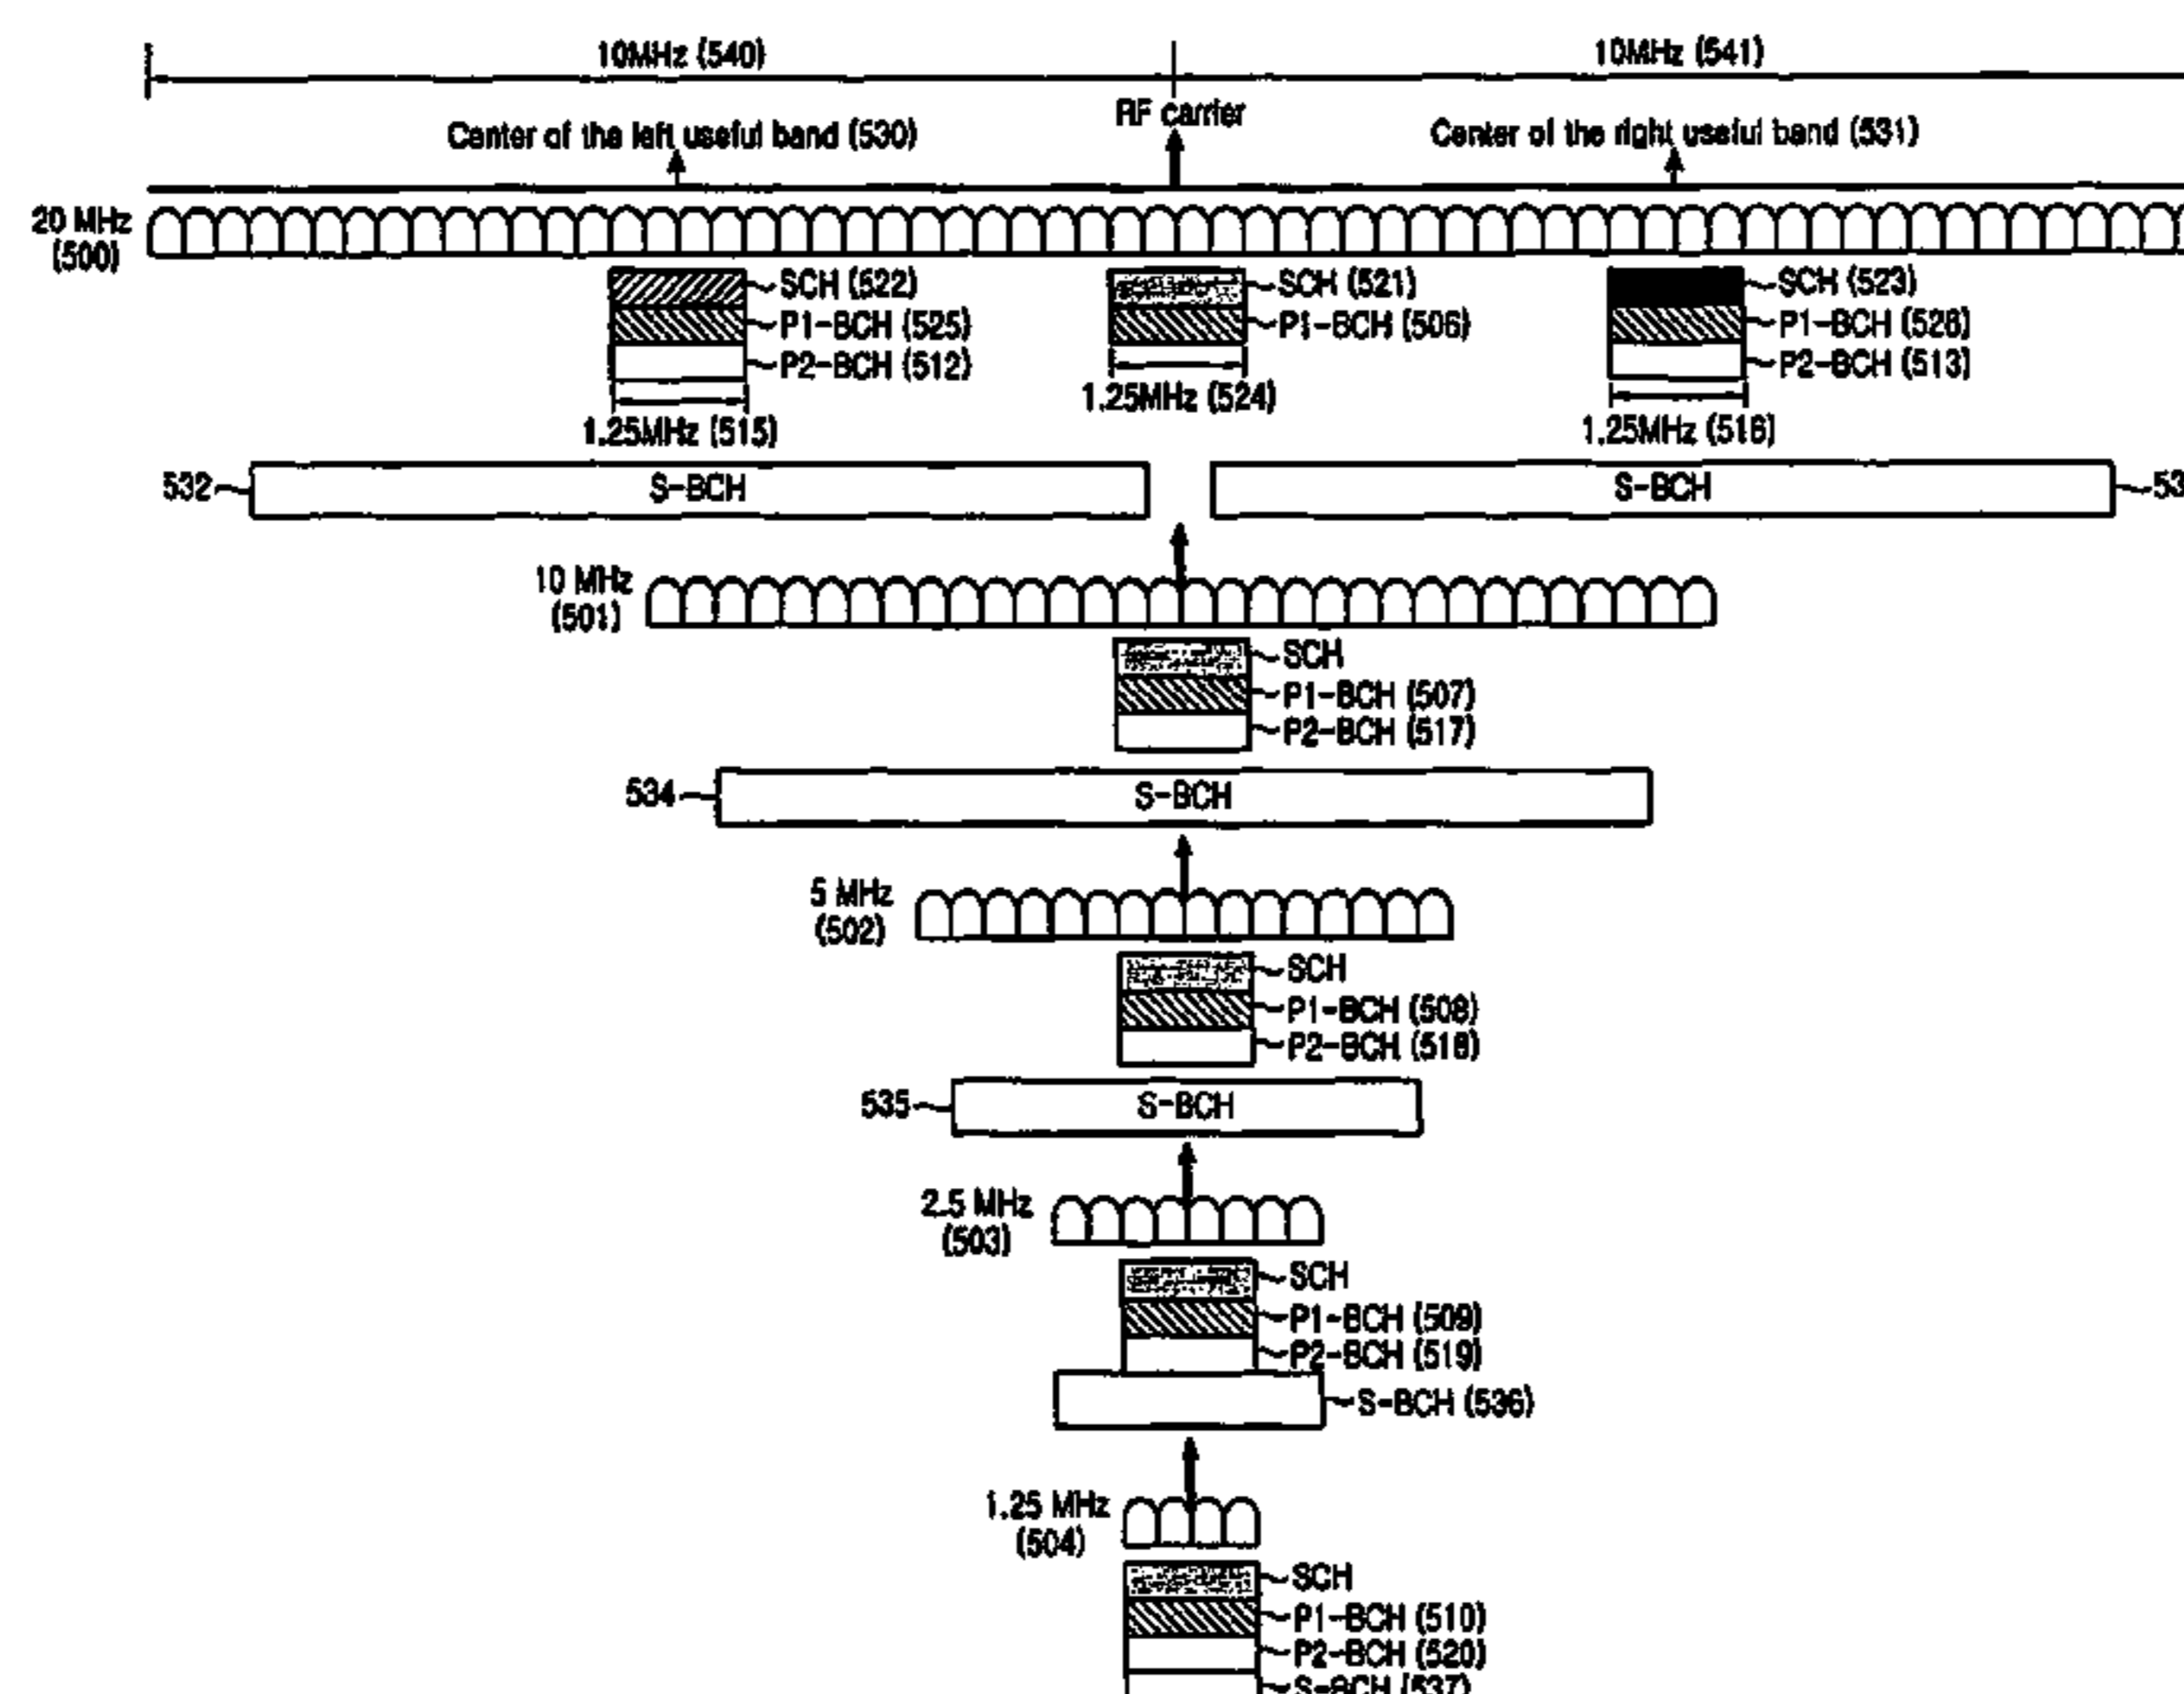 10MHz (540)
10MHz (541)
RF carrier
Center of the left useful band (530)
Center of the right useful band (531)
20 MHz
(500)
SCH (522)
P1-BCH (525)
P2-BCH (512)
1.25MHz (515)
SCH (521)
P1-BCH (506)
1.25MHz (524)
SCH (523)
P1-BCH (526)
P2-BCH (513)
1.25MHz (516)
532
S-BCH
S-BCH
10 MHz
(501)
SCH
P1-BCH (507)
P2-BCH (517)
534
S-BCH
5 MHz
(502)
SCH
P1-BCH (508)
P2-BCH (518)
535
S-BCH
2.5 MHz
(503)
SCH
P1-BCH (509)
P2-BCH (519)
S-BCH (536)
1.25 MHz
(504)
SCH
P1-BCH (510)
P2-BCH (520)
S-BCH (537)